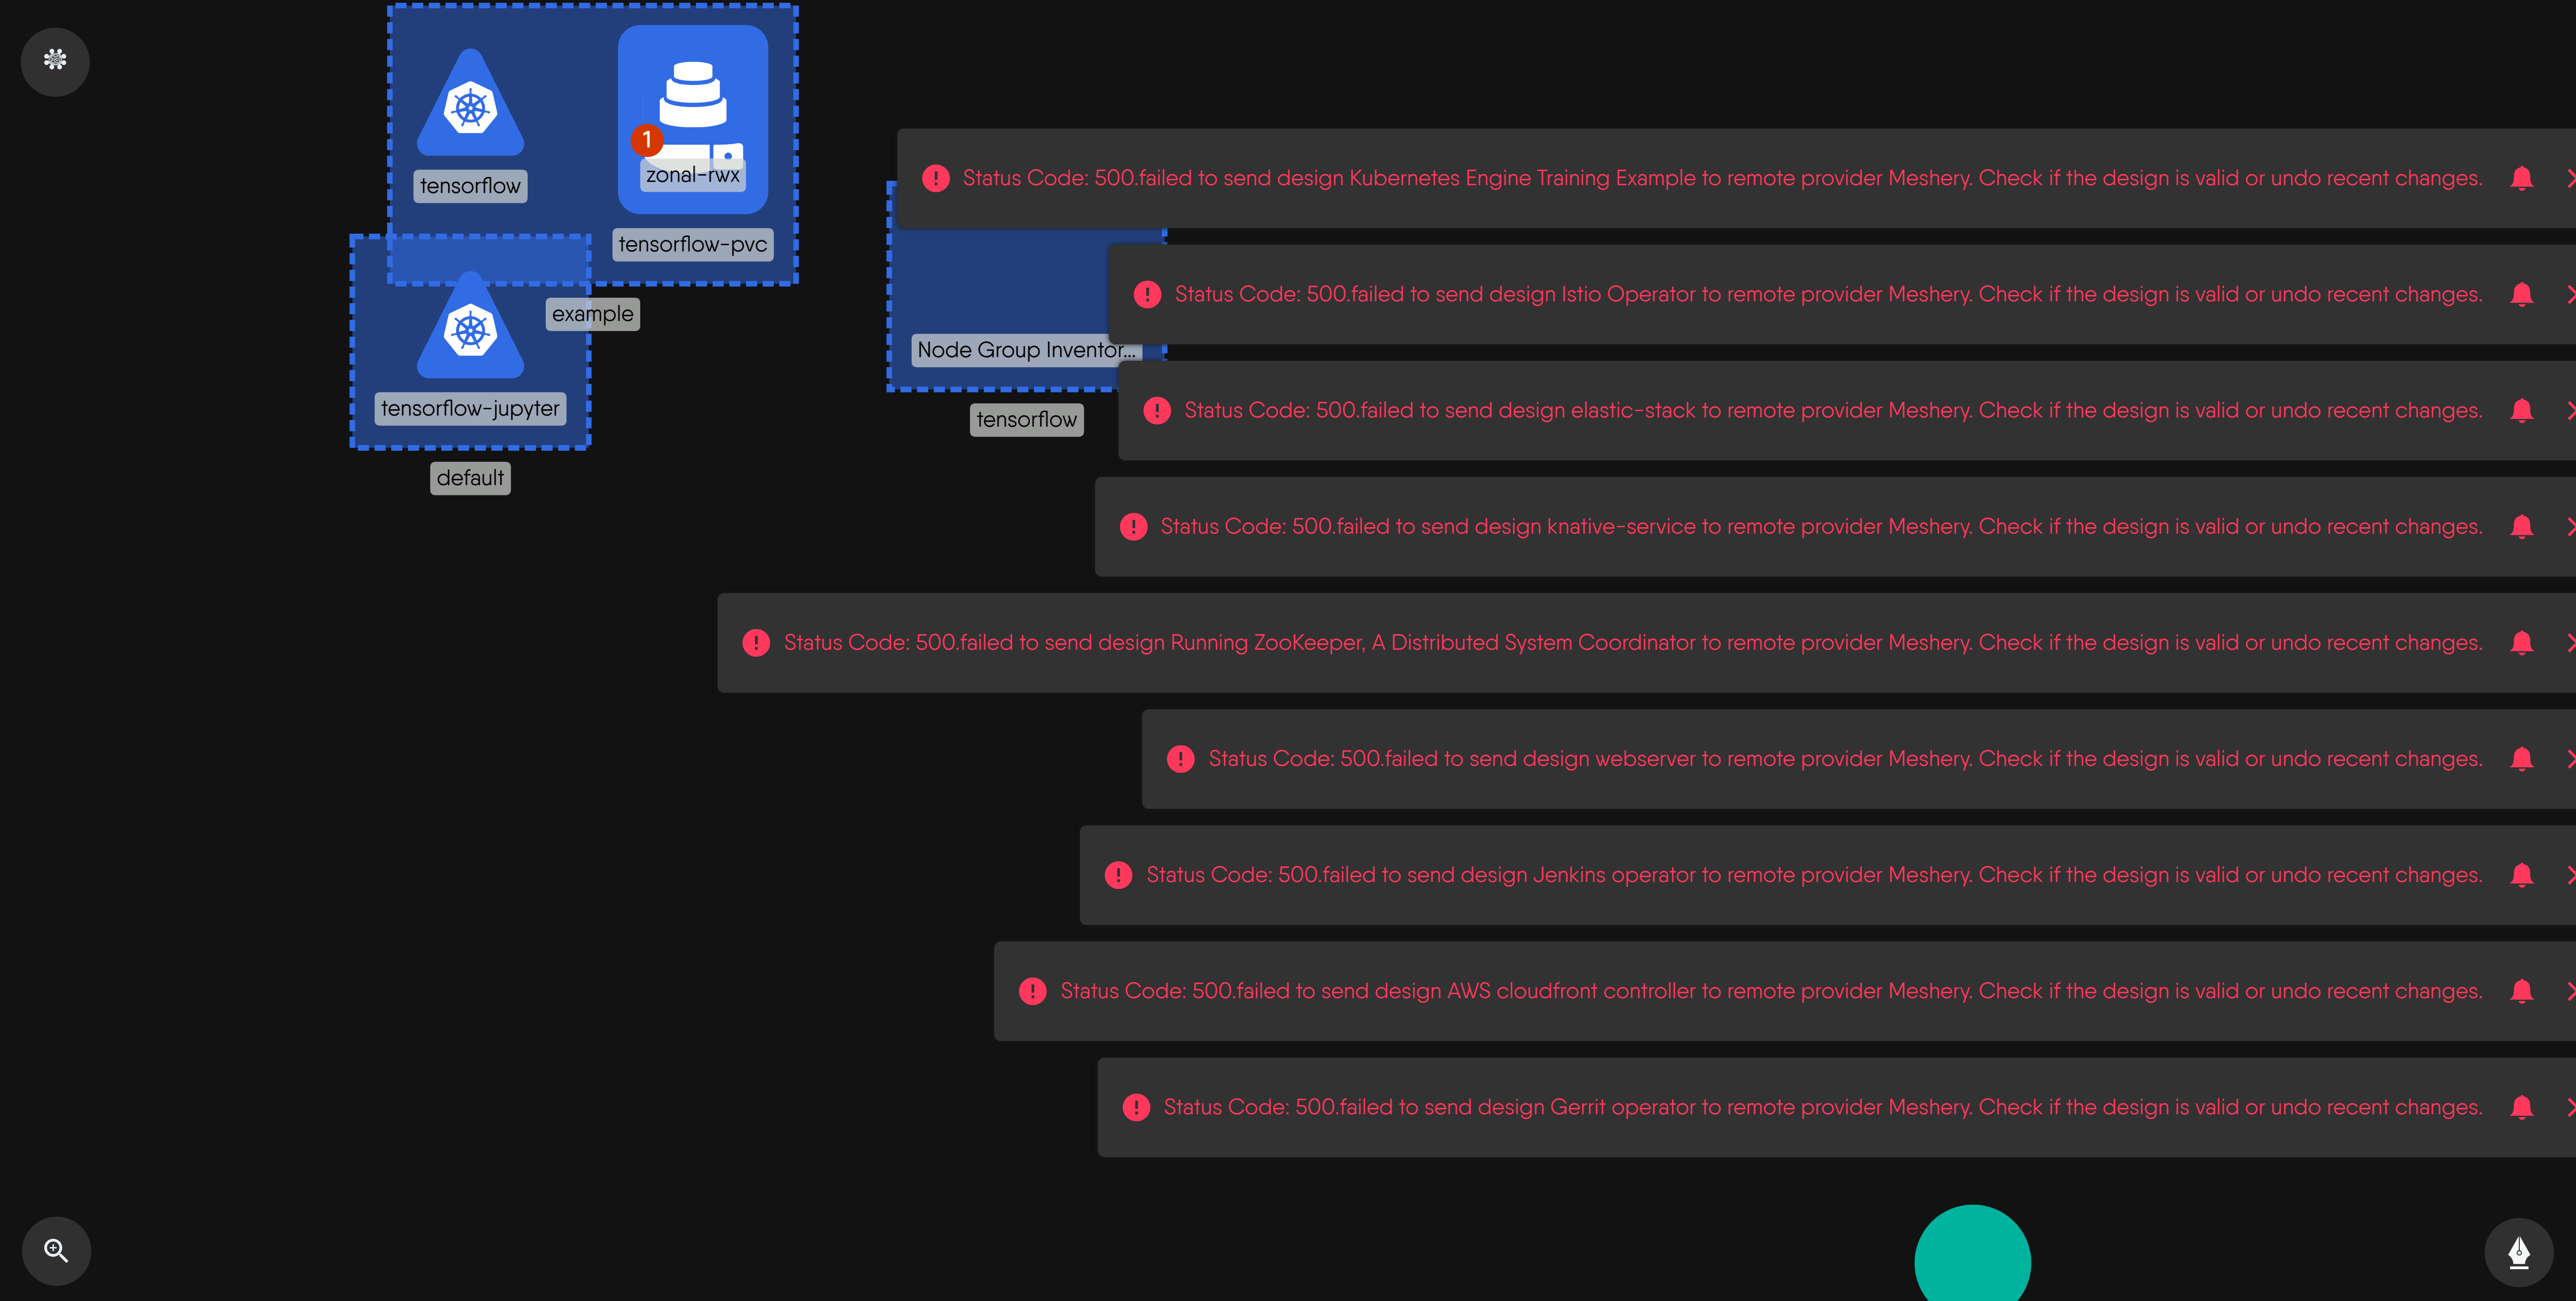 tensorflow
1
zonal-rwx
tensorflow-pvc
example
tensorflow-jupyter
default
Node Group Inventor...
tensorflow
Status Code: 500.failed to send design Kubernetes Engine Training Example to remote provider Meshery. Check if the design is valid or undo recent changes.
Status Code: 500.failed to send design Istio Operator to remote provider Meshery. Check if the design is valid or undo recent changes.
Status Code: 500.failed to send design elastic-stack to remote provider Meshery. Check if the design is valid or undo recent changes.
Status Code: 500.failed to send design knative-service to remote provider Meshery. Check if the design is valid or undo recent changes.
Status Code: 500.failed to send design Running ZooKeeper, A Distributed System Coordinator to remote provider Meshery. Check if the design is valid or undo recent changes.
Status Code: 500.failed to send design webserver to remote provider Meshery. Check if the design is valid or undo recent changes.
Status Code: 500.failed to send design Jenkins operator to remote provider Meshery. Check if the design is valid or undo recent changes.
Status Code: 500.failed to send design AWS cloudfront controller to remote provider Meshery. Check if the design is valid or undo recent changes.
Status Code: 500.failed to send design Gerrit operator to remote provider Meshery. Check if the design is valid or undo recent changes.